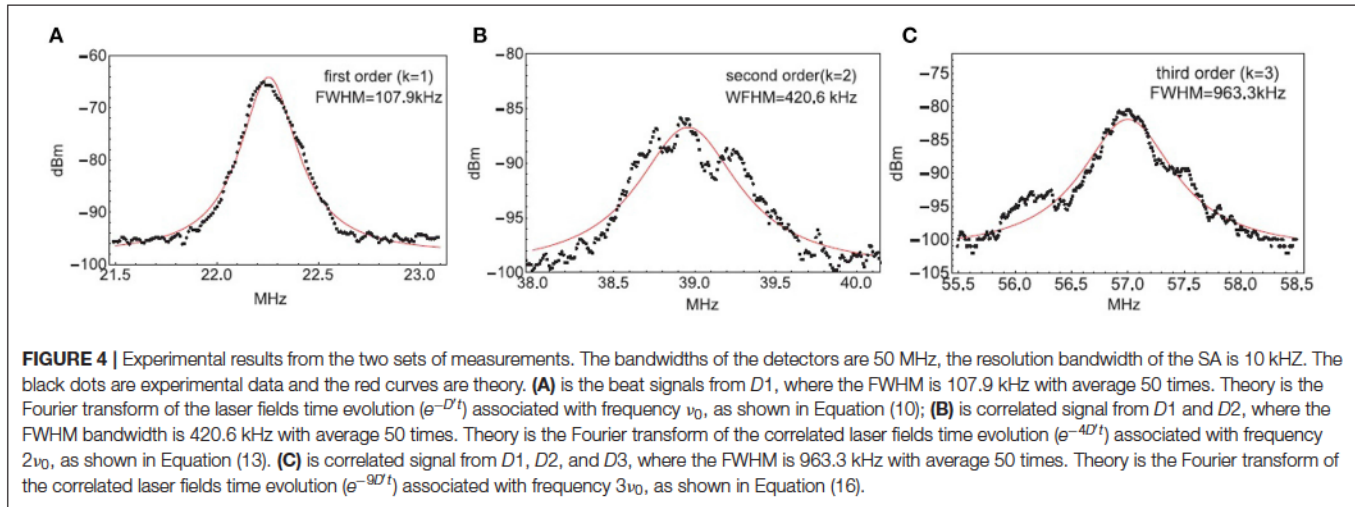 A
−60
−70
−80
−90
−100
dBm
first order (k=1)
FWHM=107.9kHz
21.5 22.0 22.5 23.0
MHz
B
−80
−85
−90
−95
−100
dBm
second order(k=2)
WFHM=420.6 kHz
38.0 38.5 39.0 39.5 40.0
MHz
C
−75
−80
−85
−90
−95
−100
−105
dBm
third order (k=3)
FWHM=963.3kHz
55.5 56.0 56.5 57.0 57.5 58.0 58.5
MHz
FIGURE 4 | Experimental results from the two sets of measurements. The bandwidths of the detectors are 50 MHz, the resolution bandwidth of the SA is 10 kHZ. The
black dots are experimental data and the red curves are theory. (A) is the beat signals from D1, where the FWHM is 107.9 kHz with average 50 times. Theory is the
Fourier transform of the laser fields time evolution (e^−D′t) associated with frequency ν₀, as shown in Equation (10); (B) is correlated signal from D1 and D2, where the
FWHM bandwidth is 420.6 kHz with average 50 times. Theory is the Fourier transform of the correlated laser fields time evolution (e^−4D′t) associated with frequency
2ν₀, as shown in Equation (13). (C) is correlated signal from D1, D2, and D3, where the FWHM is 963.3 kHz with average 50 times. Theory is the Fourier transform of
the correlated laser fields time evolution (e^−9D′t) associated with frequency 3ν₀, as shown in Equation (16).